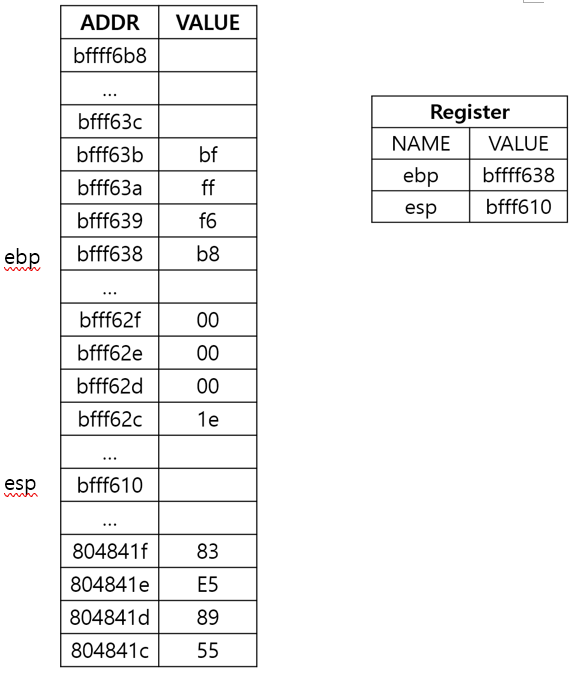 ADDR VALUE
bffff6b8
...
bfff63c
bfff63b bf
bfff63a ff
bfff639 f6
ebp bfff638 b8
...
bfff62f 00
bfff62e 00
bfff62d 00
bfff62c 1e
...
esp bfff610
...
804841f 83
804841e E5
804841d 89
804841c 55
Register
NAME VALUE
ebp bffff638
esp bfff610